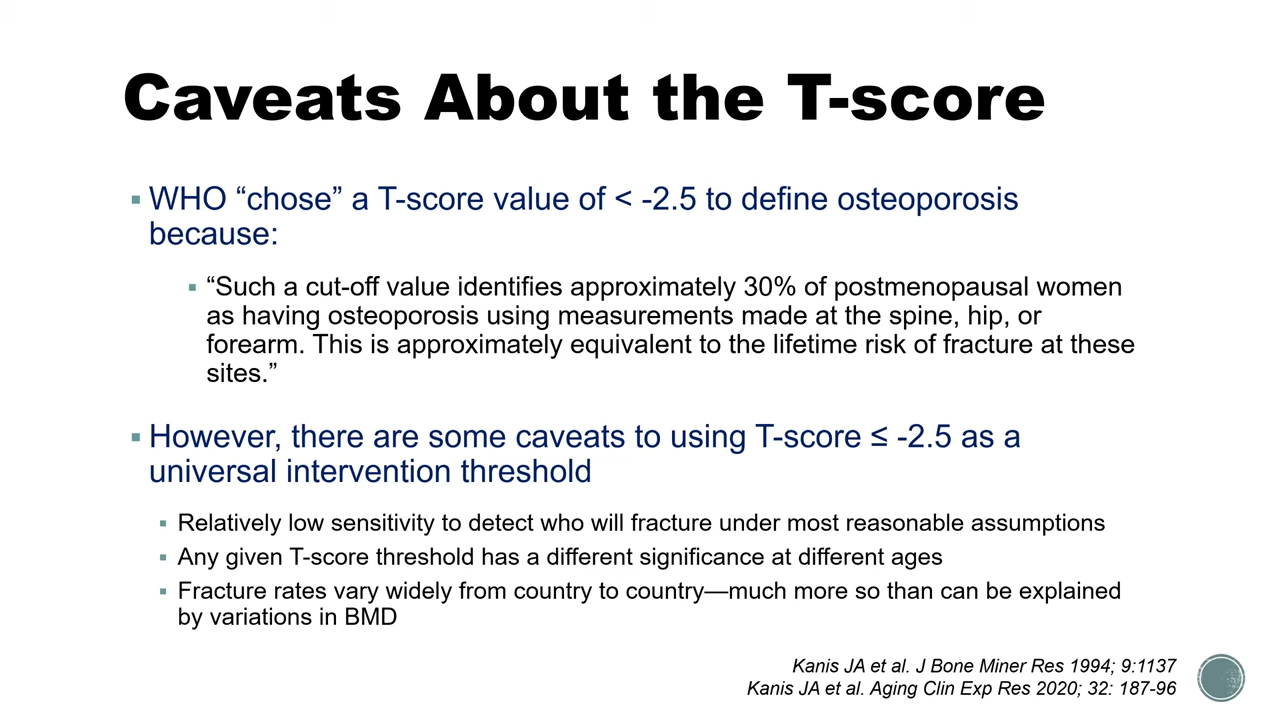 Caveats About the T-score
▪ WHO “chose” a T-score value of < -2.5 to define osteoporosis
because:
▪ “Such a cut-off value identifies approximately 30% of postmenopausal women
as having osteoporosis using measurements made at the spine, hip, or
forearm. This is approximately equivalent to the lifetime risk of fracture at these
sites.”
▪ However, there are some caveats to using T-score ≤ -2.5 as a
universal intervention threshold
▪ Relatively low sensitivity to detect who will fracture under most reasonable assumptions
▪ Any given T-score threshold has a different significance at different ages
▪ Fracture rates vary widely from country to country—much more so than can be explained
by variations in BMD
Kanis JA et al. J Bone Miner Res 1994; 9:1137
Kanis JA et al. Aging Clin Exp Res 2020; 32: 187-96